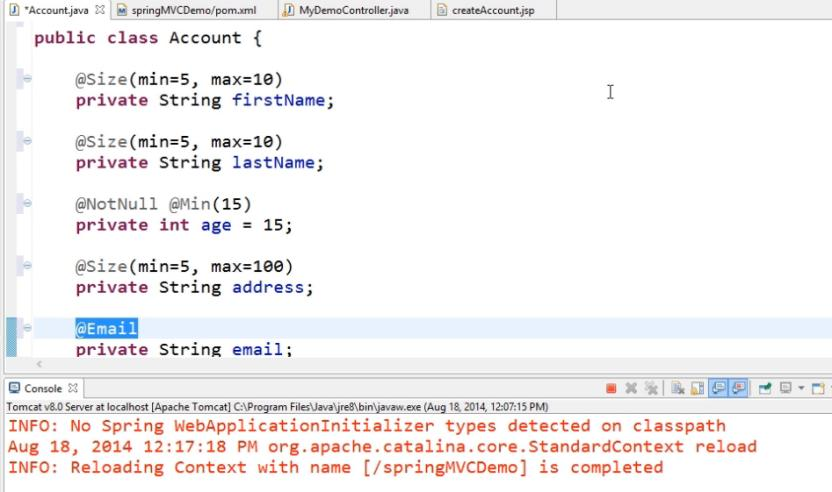 *Account.java springMVCDemo/pom.xml MyDemoController.java createAccount.jsp
public class Account {
@Size(min=5, max=10)
private String firstName;
@Size(min=5, max=10)
private String lastName;
@NotNull @Min(15)
private int age = 15;
@Size(min=5, max=100)
private String address;
@Email
private String email;
Console
Tomcat v8.0 Server at localhost [Apache Tomcat] C:\Program Files\Java\jre8\bin\javaw.exe (Aug 18, 2014, 12:07:15 PM)
INFO: No Spring WebApplicationInitializer types detected on classpath
Aug 18, 2014 12:17:18 PM org.apache.catalina.core.StandardContext reload
INFO: Reloading Context with name [/springMVCDemo] is completed